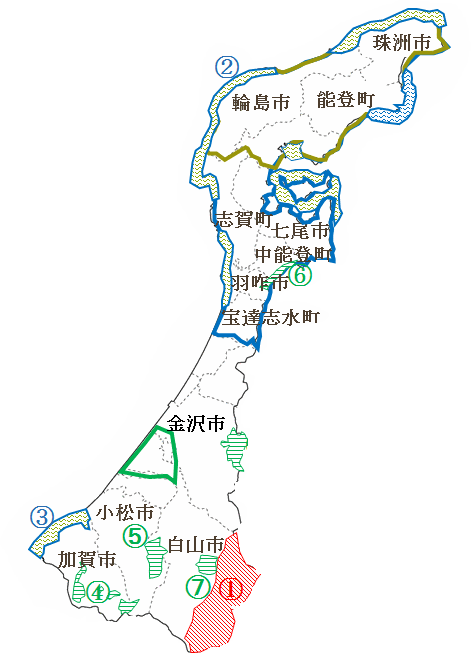 珠洲市
②
輪島市
能登町
志賀町
七尾市
中能登町
羽咋市
⑥
宝達志水町
金沢市
③
小松市
⑤
白山市
加賀市
④
⑦
①